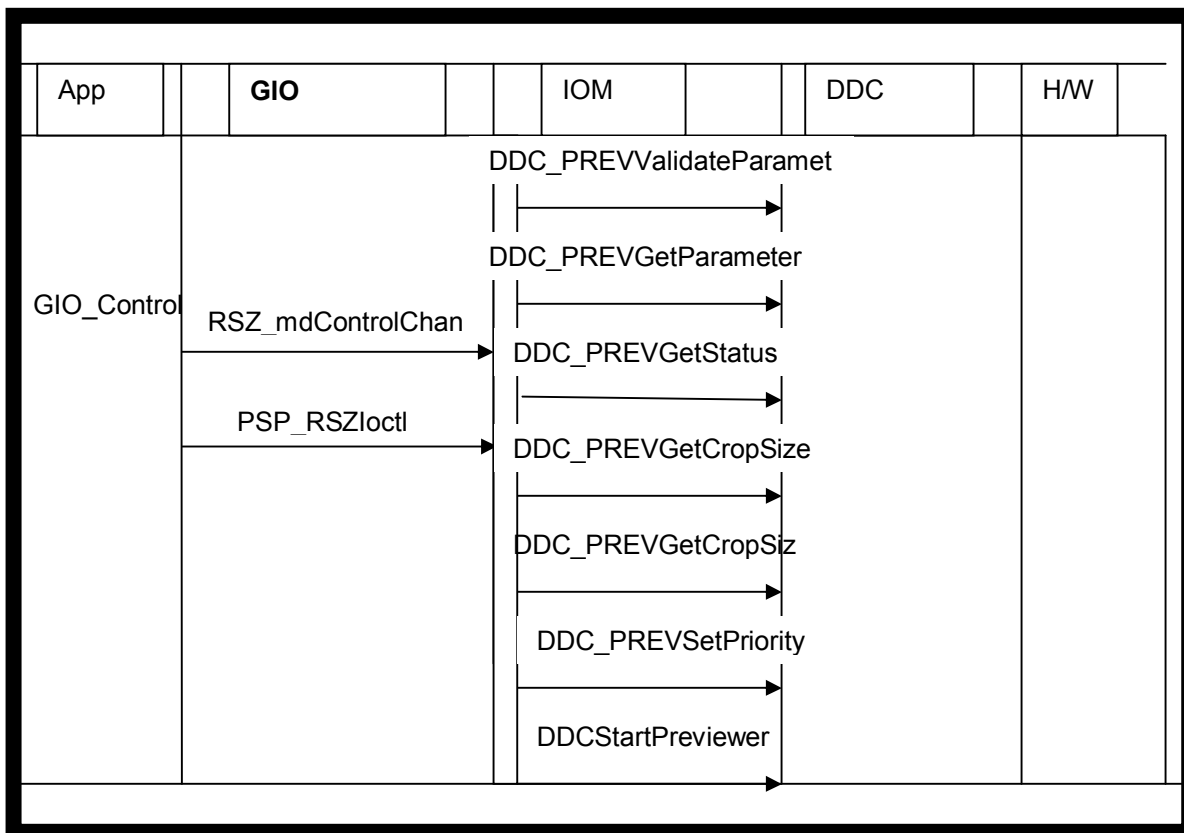 App
GIO
IOM
DDC
H/W
DDC_PREVValidateParamet
DDC_PREVGetParameter
GIO_Control
RSZ_mdControlChan
DDC_PREVGetStatus
PSP_RSZIoctl
DDC_PREVGetCropSize
DDC_PREVGetCropSiz
DDC_PREVSetPriority
DDCStartPreviewer